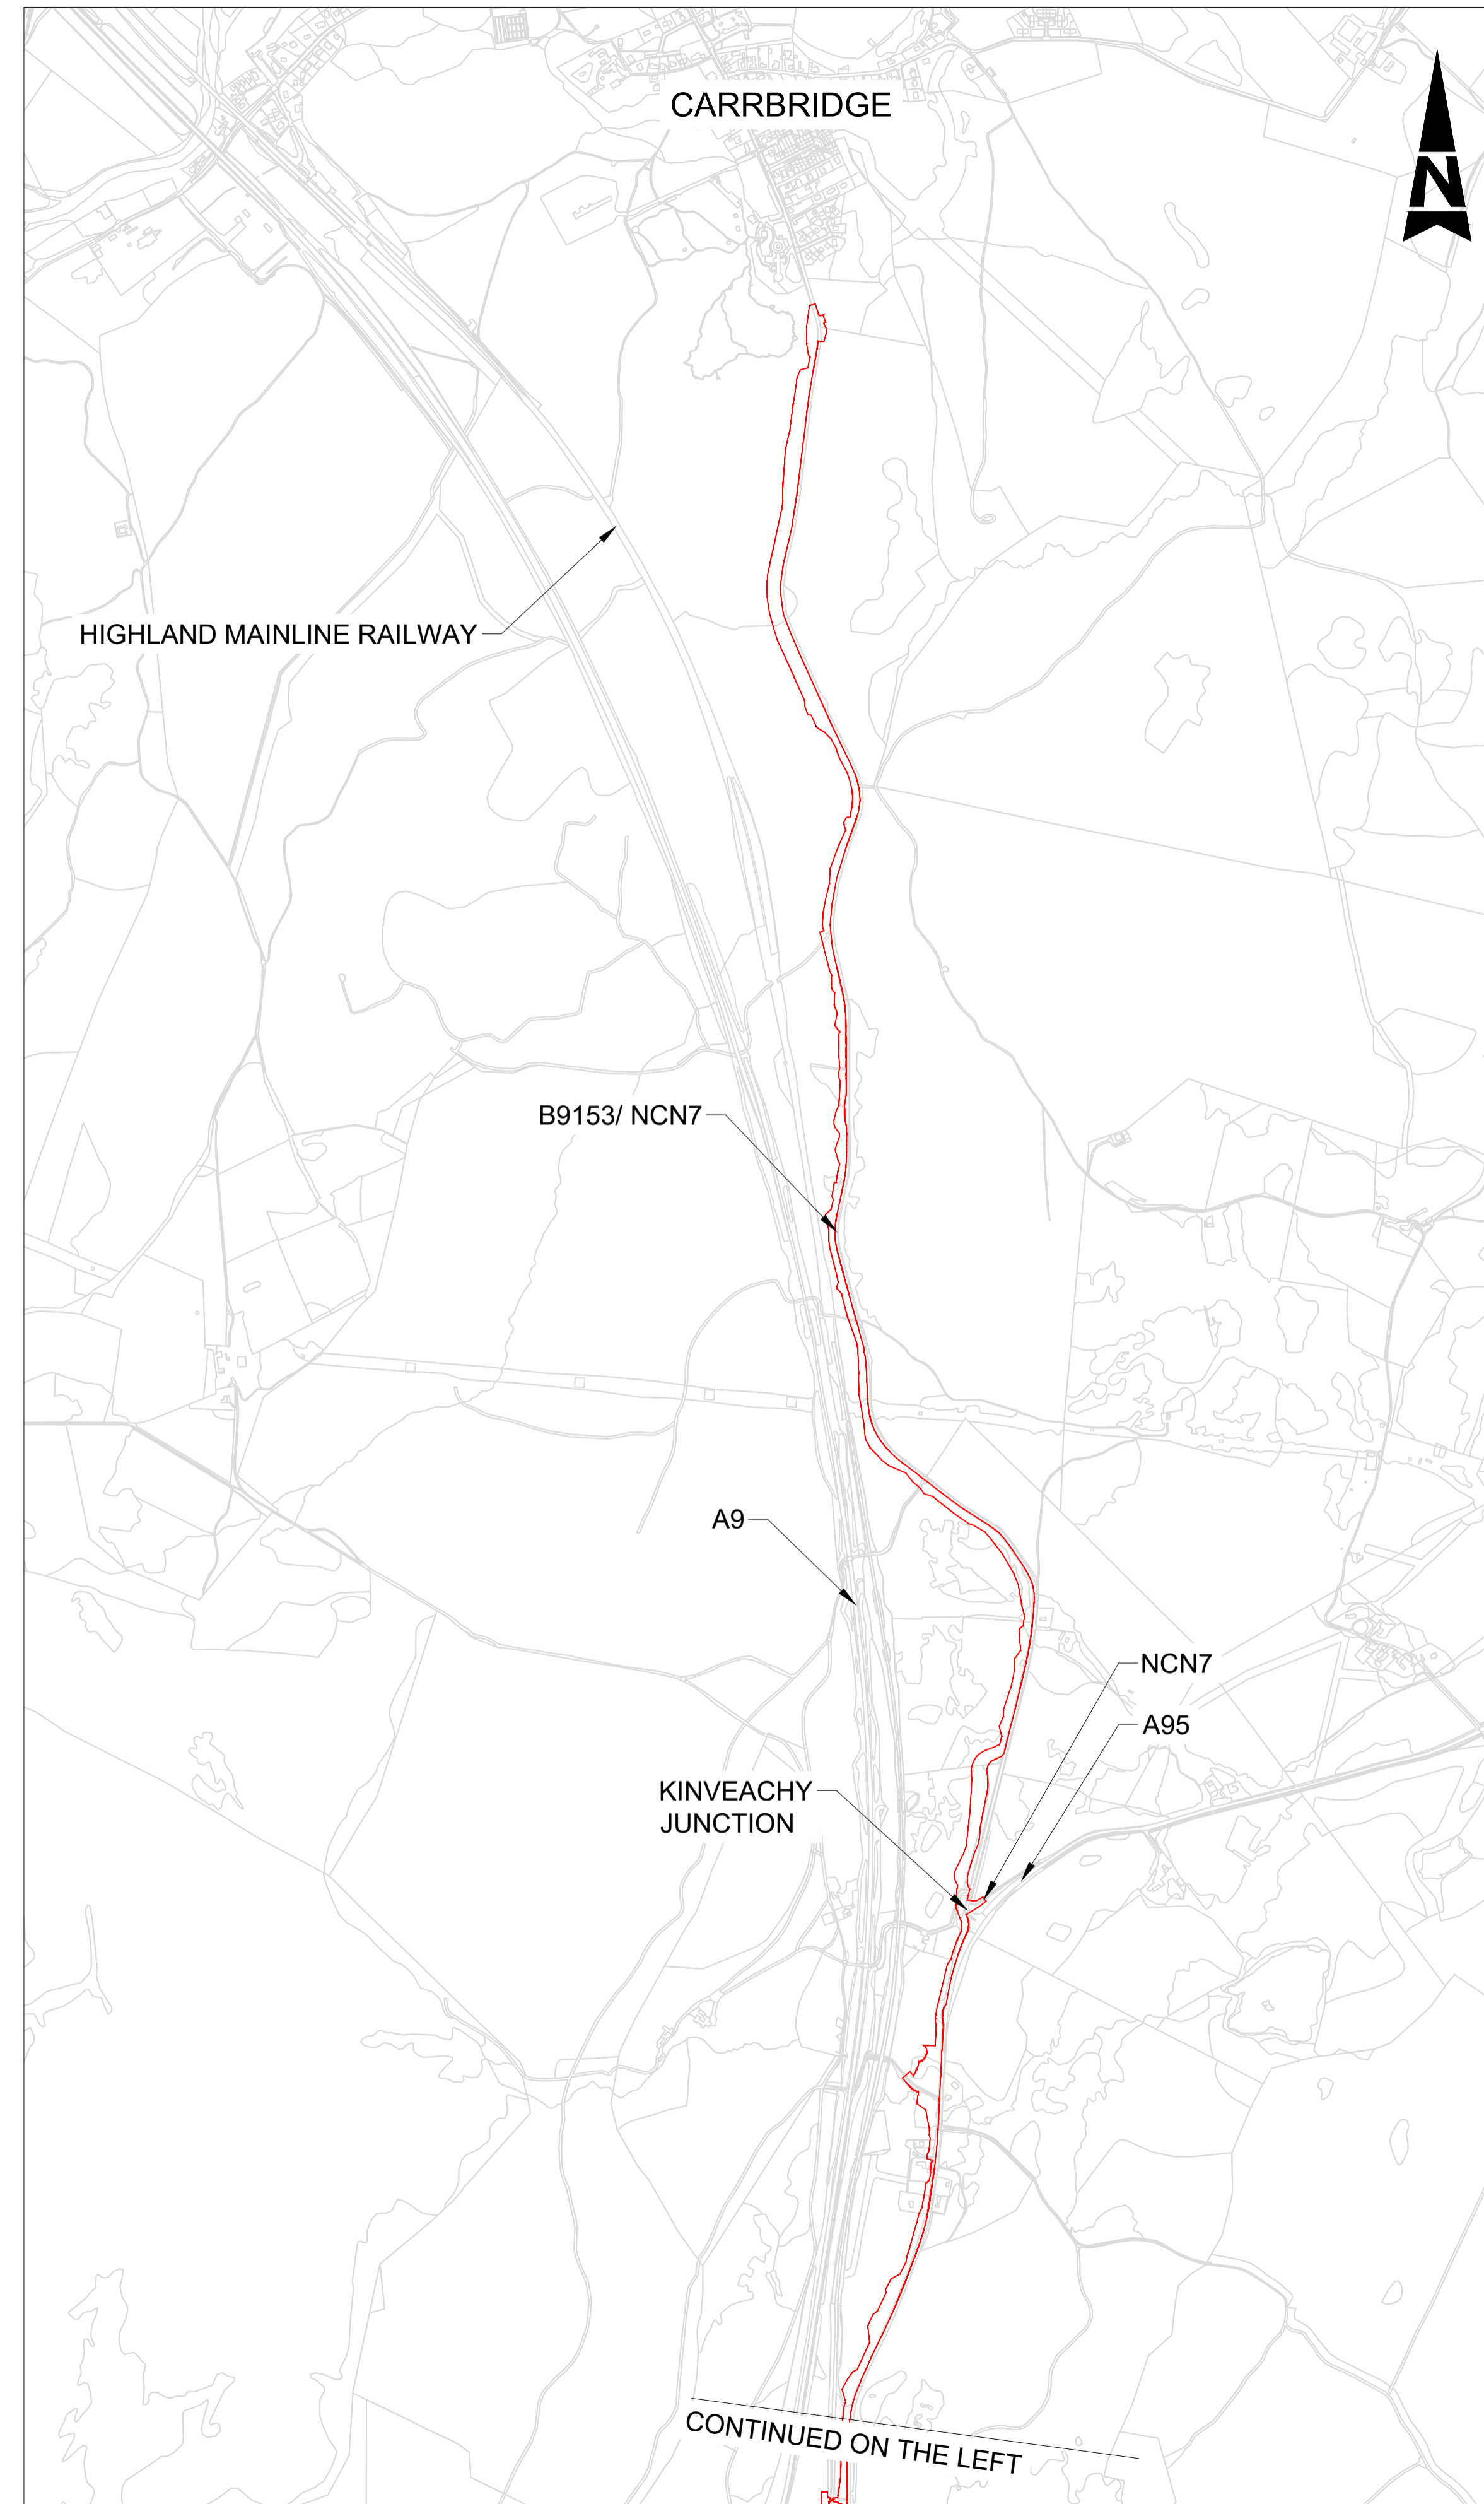 CARRBRIDGE
N
HIGHLAND MAINLINE RAILWAY
B9153/ NCN7
A9
NCN7
A95
KINVEACHY
JUNCTION
CONTINUED ON THE LEFT